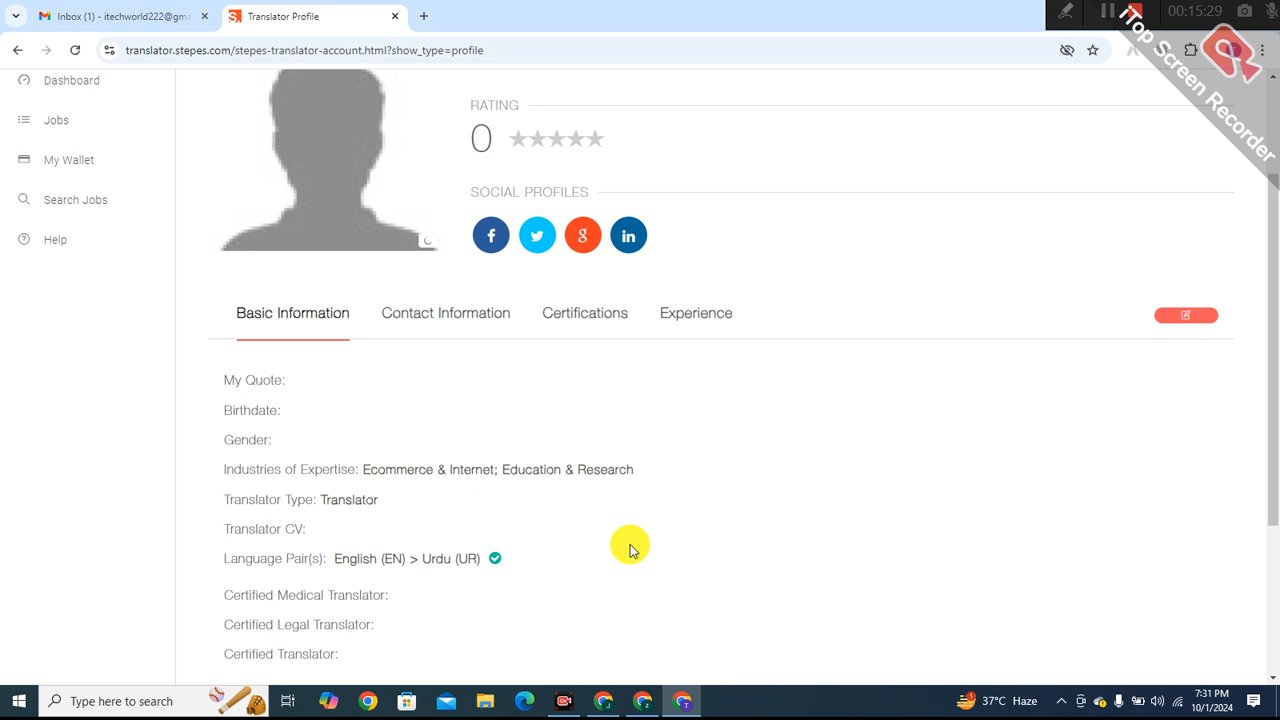 Inbox (1) - itechworld222@gma
Translator Profile
00:15:29
translator.stepes.com/stepes-translator-account.html?show_type=profile
iTop Screen Recorder
Dashboard
Jobs
My Wallet
Search Jobs
Help
RATING
0
SOCIAL PROFILES
Basic Information
Contact Information
Certifications
Experience
My Quote:
Birthdate:
Gender:
Industries of Expertise: Ecommerce & Internet; Education & Research
Translator Type: Translator
Translator CV:
Language Pair(s): English (EN) > Urdu (UR)
Certified Medical Translator:
Certified Legal Translator:
Certified Translator:
Type here to search
37°C Haze
7:31 PM
10/1/2024